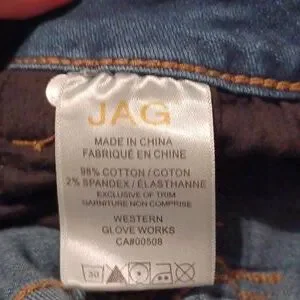 JAG
MADE IN CHINA
FABRIQUÉ EN CHINE
98% COTTON / COTON
2% SPANDEX / ÉLASTHANNE
EXCLUSIVE OF TRIM
GARNITURE NON COMPRISE
WESTERN
GLOVE WORKS
CA#00508
30